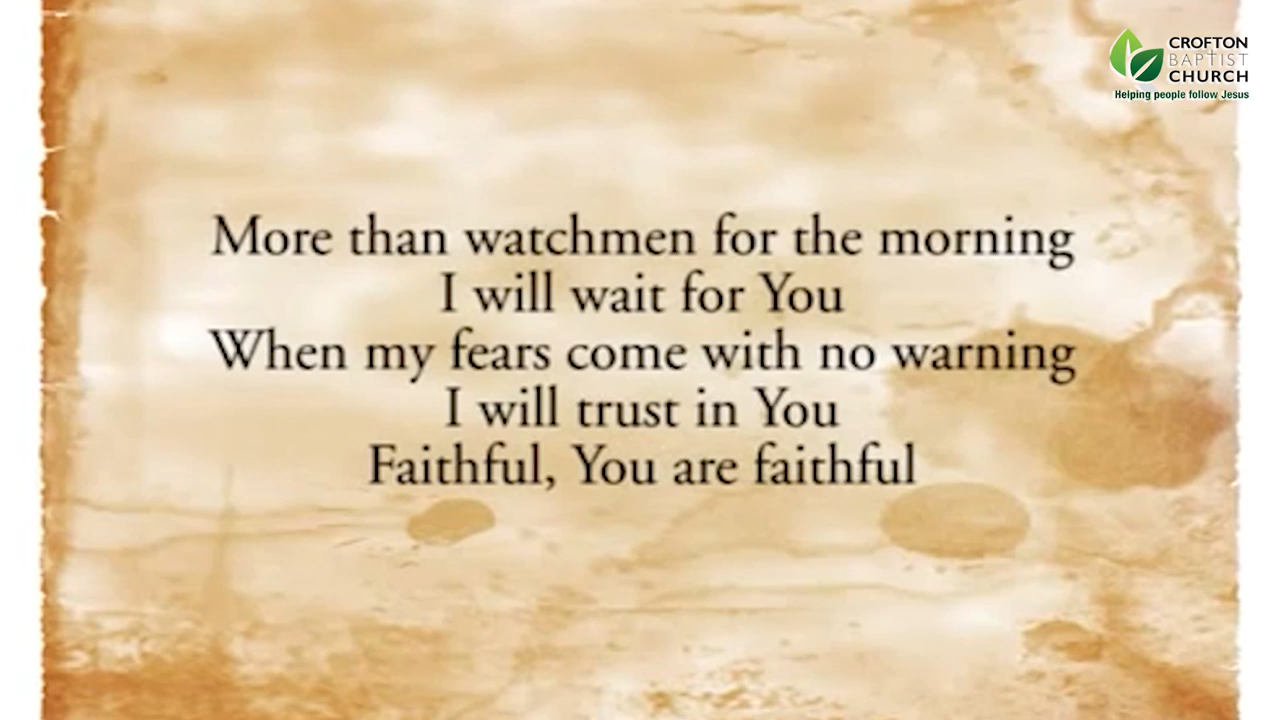 CROFTON
BAPTIST
CHURCH
Helping people follow Jesus
More than watchmen for the morning
I will wait for You
When my fears come with no warning
I will trust in You
Faithful, You are faithful